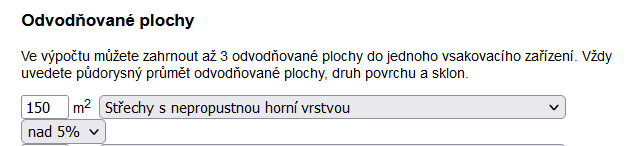 Odvodňované plochy
Ve výpočtu můžete zahrnout až 3 odvodňované plochy do jednoho vsakovacího zařízení. Vždy
uvedete půdorysný průmět odvodňované plochy, druh povrchu a sklon.
150 m² Střechy s nepropustnou horní vrstvou
nad 5%